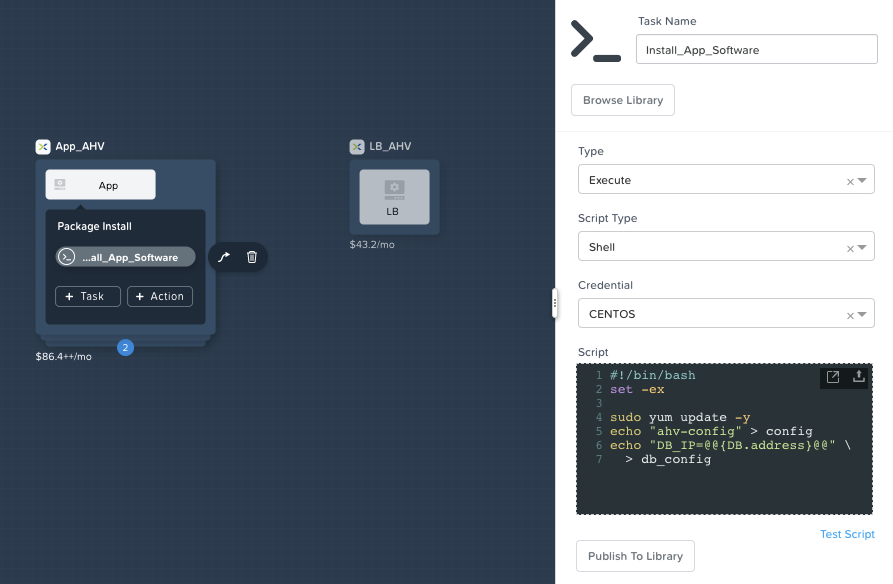 App_AHV
App
Package Install
...all_App_Software
+ Task
+ Action
2
$86.4++/mo
LB_AHV
LB
$43.2/mo
Task Name
Install_App_Software
Browse Library
Type
Execute
Script Type
Shell
Credential
CENTOS
Script
1 #!/bin/bash
2 set -ex
3
4 sudo yum update -y
5 echo "ahv-config" > config
6 echo "DB_IP=@@{DB.address}@@" \
7   > db_config
Test Script
Publish To Library